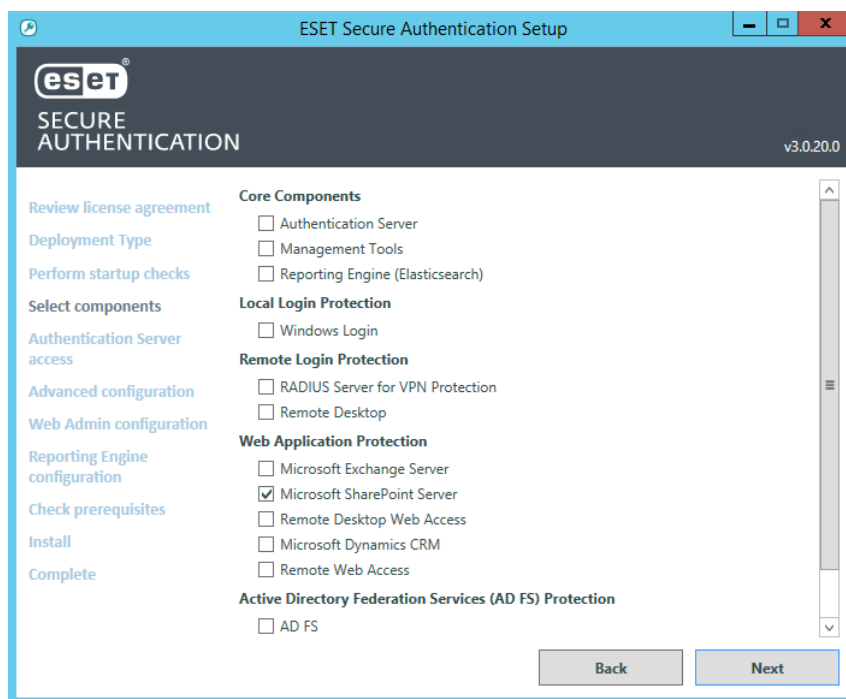 ESET Secure Authentication Setup
eseT®
SECURE
AUTHENTICATION
v3.0.20.0
Review license agreement
Deployment Type
Perform startup checks
Select components
Authentication Server
access
Advanced configuration
Web Admin configuration
Reporting Engine
configuration
Check prerequisites
Install
Complete
Core Components
Authentication Server
Management Tools
Reporting Engine (Elasticsearch)
Local Login Protection
Windows Login
Remote Login Protection
RADIUS Server for VPN Protection
Remote Desktop
Web Application Protection
Microsoft Exchange Server
Microsoft SharePoint Server
Remote Desktop Web Access
Microsoft Dynamics CRM
Remote Web Access
Active Directory Federation Services (AD FS) Protection
AD FS
Back
Next